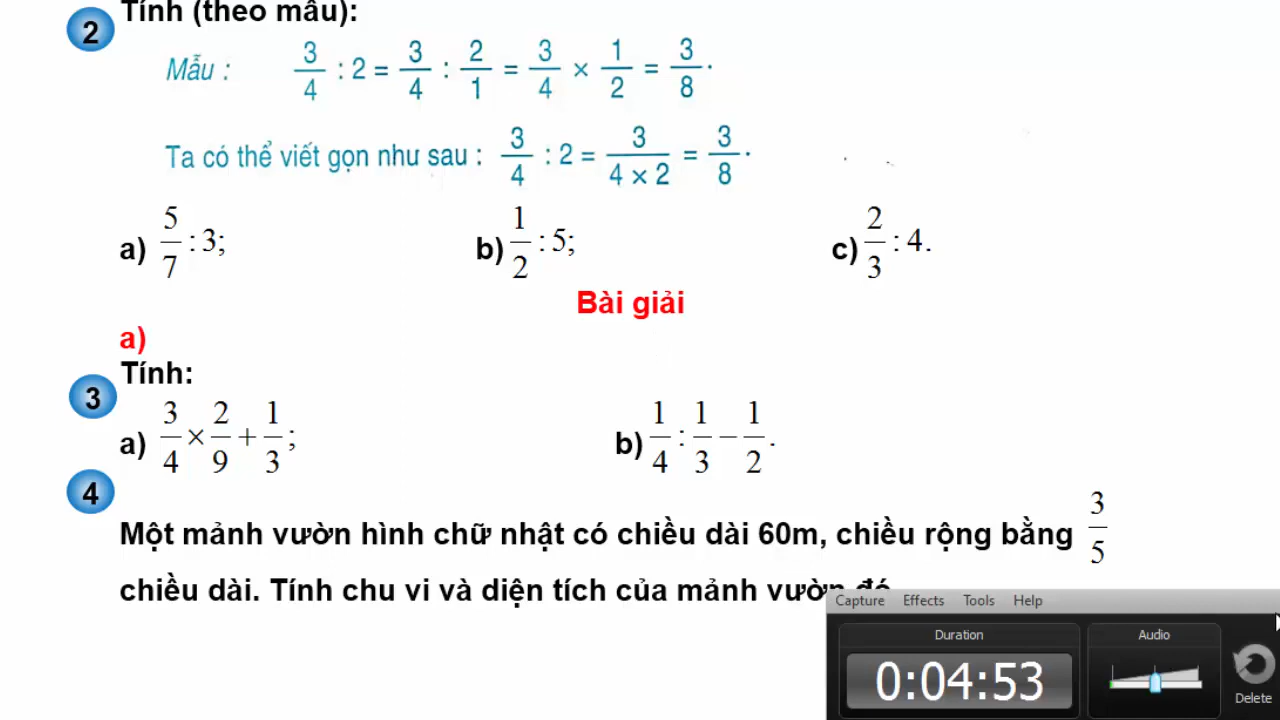 2 Tính (theo mẫu):
Mẫu : 3/4 : 2 = 3/4 : 2/1 = 3/4 × 1/2 = 3/8 .
Ta có thể viết gọn như sau : 3/4 : 2 = 3/(4 × 2) = 3/8 .
a) 5/7 : 3; b) 1/2 : 5; c) 2/3 : 4.
Bài giải
a)
3 Tính:
a) 3/4 × 2/9 + 1/3 ; b) 1/4 : 1/3 − 1/2 .
4
Một mảnh vườn hình chữ nhật có chiều dài 60m, chiều rộng bằng 3/5
chiều dài. Tính chu vi và diện tích của mảnh vườn đó
Capture Effects Tools Help
Duration Audio
0:04:53
Delete